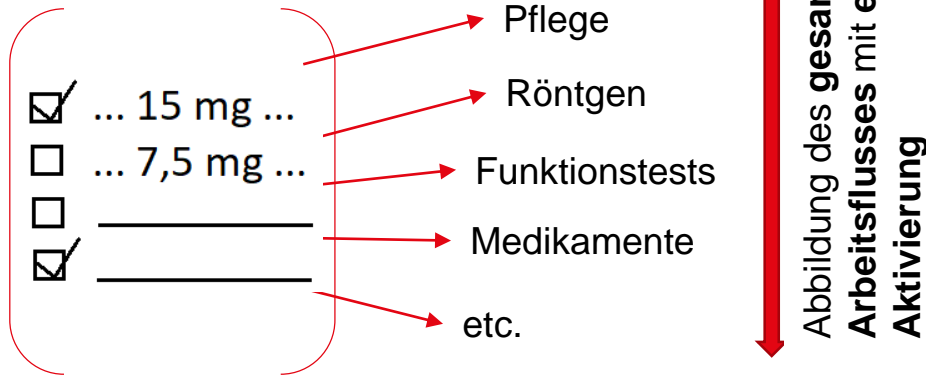 ... 15 mg ...
... 7,5 mg ...
Pflege
Röntgen
Funktionstests
Medikamente
etc.
Abbildung des
Arbeitsflusses mit
Aktivierung